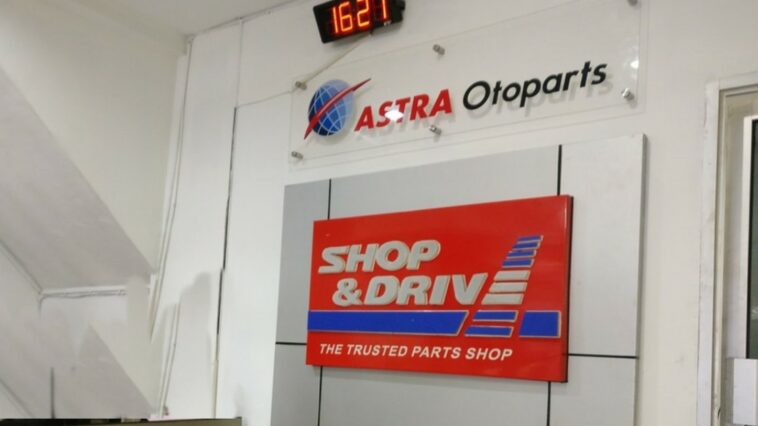 1627
ASTRA Otoparts
SHOP
& DRIVE
THE TRUSTED PARTS SHOP